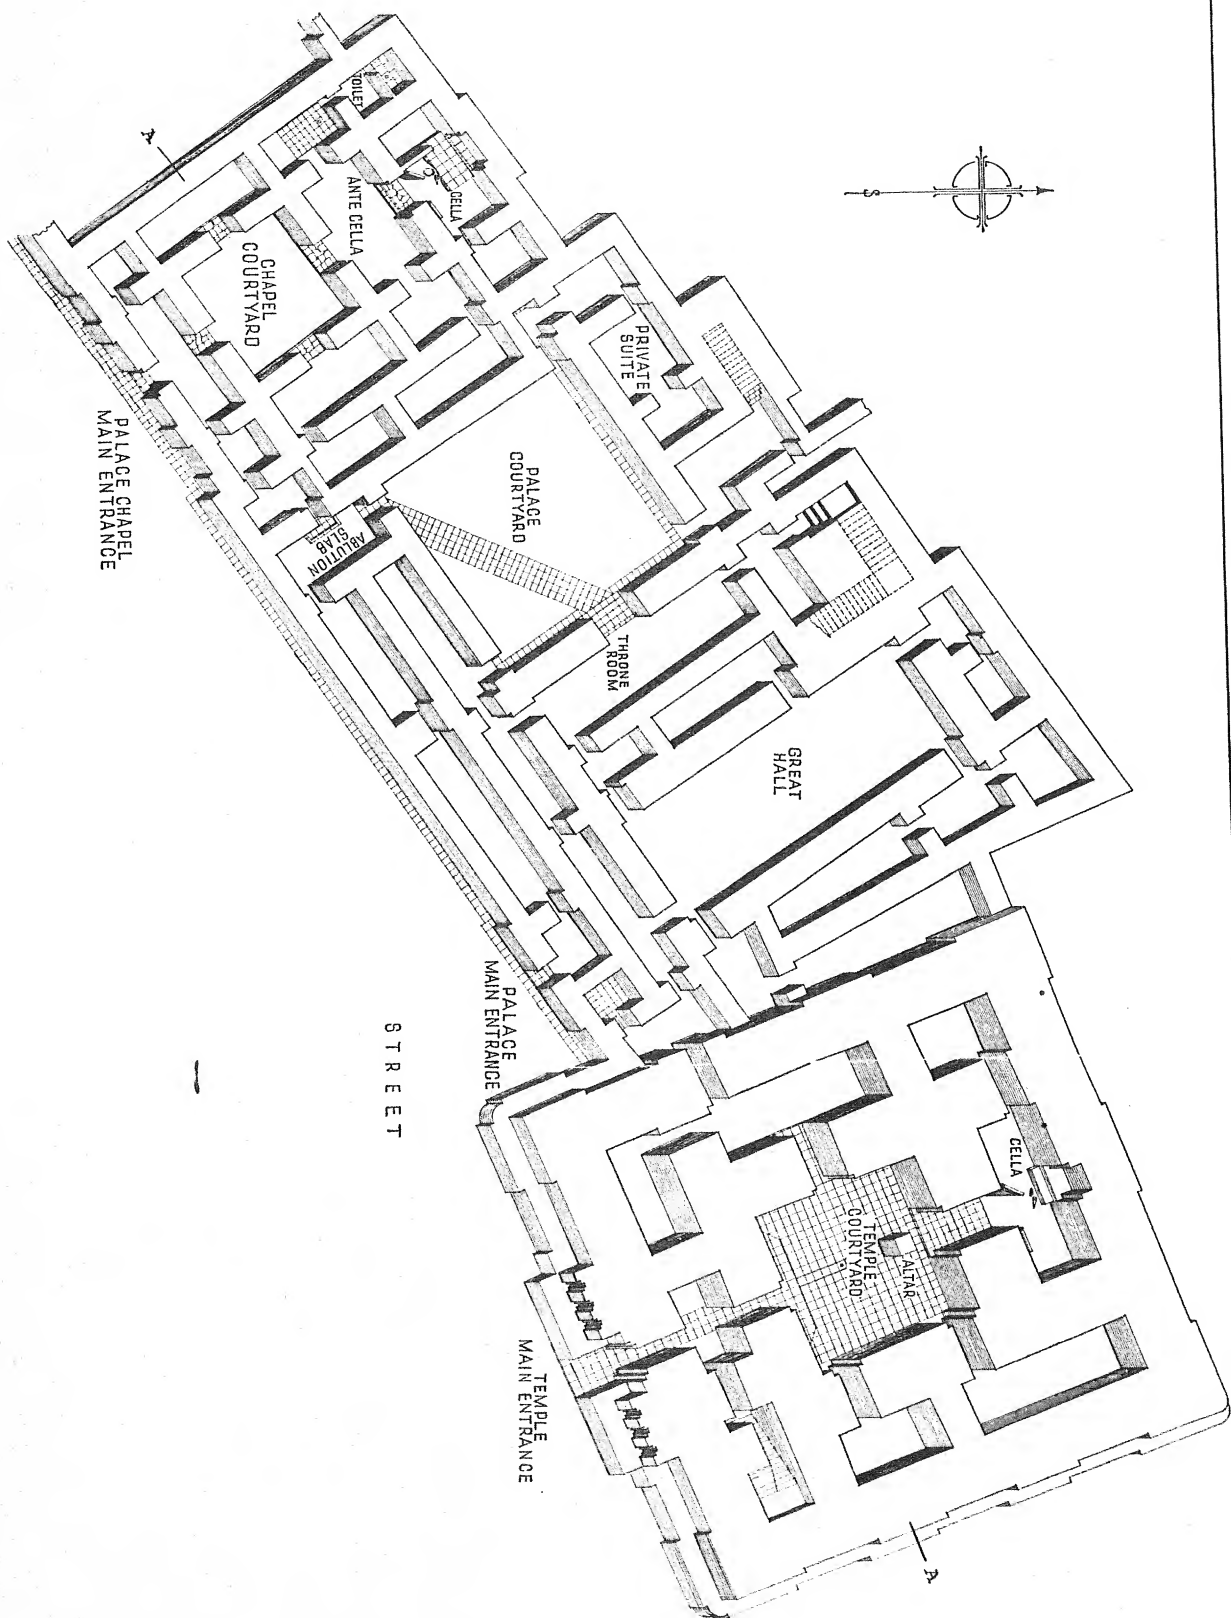 S
A
TOILET
CELLA
ANTE CELLA
CHAPEL
COURTYARD
PRIVATE
SUITE
PALACE CHAPEL
MAIN ENTRANCE
PALACE
COURTYARD
ABLUTION
SLAB
THRONE
ROOM
GREAT
HALL
PALACE
MAIN ENTRANCE
STREET
CELLA
ALTAR
TEMPLE
COURTYARD
TEMPLE
MAIN ENTRANCE
A